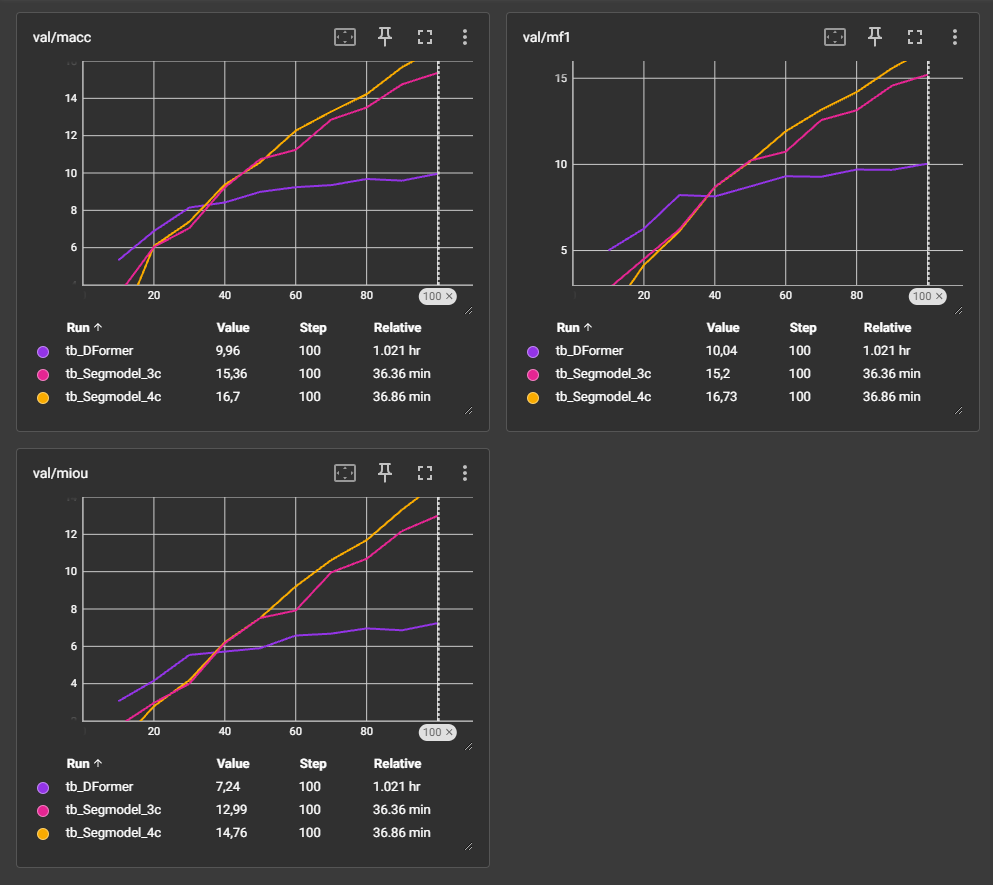 val/macc
14
12
10
8
6
20 40 60 80 100 ×
Run ↑ Value Step Relative
tb_DFormer 9,96 100 1.021 hr
tb_Segmodel_3c 15,36 100 36.36 min
tb_Segmodel_4c 16,7 100 36.86 min
val/mf1
15
10
5
20 40 60 80 100 ×
Run ↑ Value Step Relative
tb_DFormer 10,04 100 1.021 hr
tb_Segmodel_3c 15,2 100 36.36 min
tb_Segmodel_4c 16,73 100 36.86 min
val/miou
12
10
8
6
4
20 40 60 80 100 ×
Run ↑ Value Step Relative
tb_DFormer 7,24 100 1.021 hr
tb_Segmodel_3c 12,99 100 36.36 min
tb_Segmodel_4c 14,76 100 36.86 min